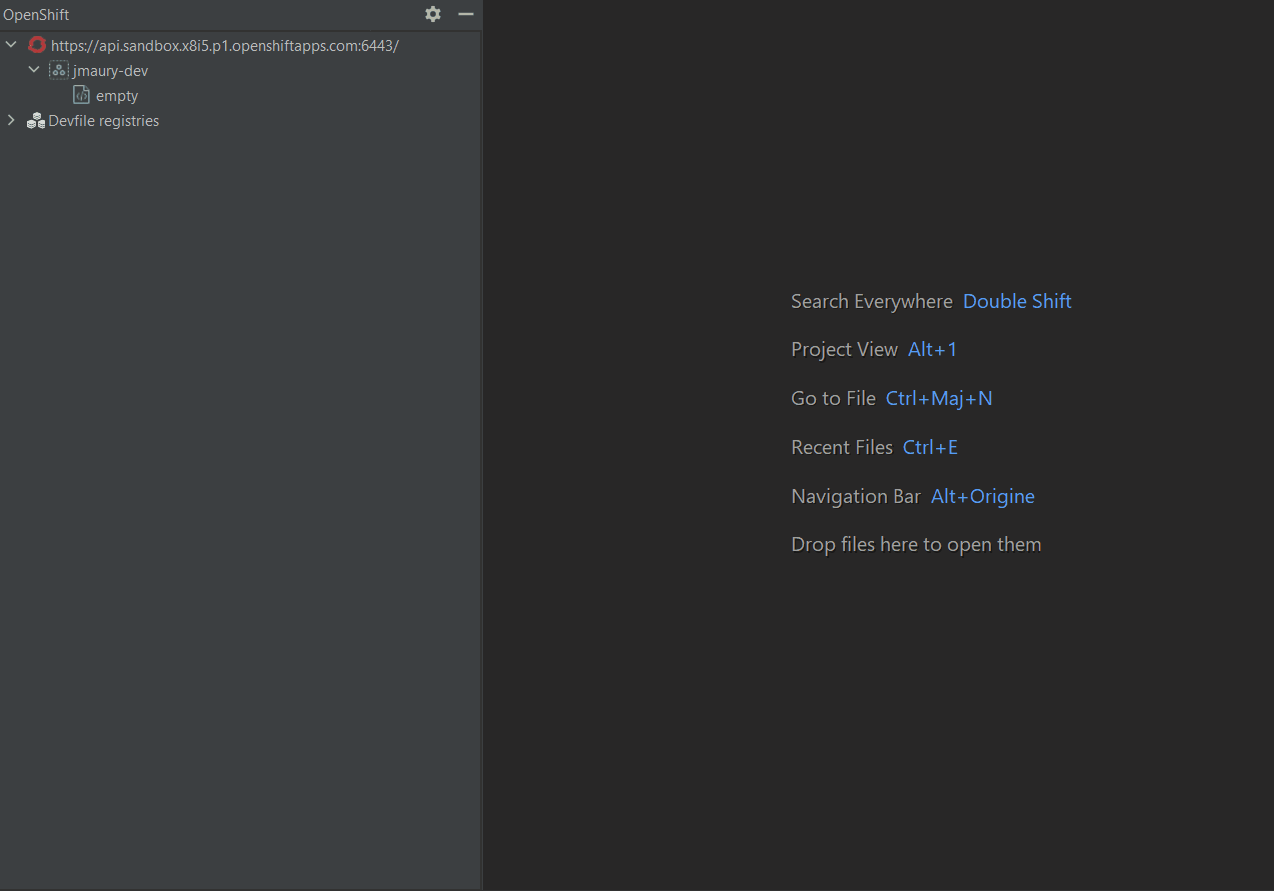 OpenShift
https://api.sandbox.x8i5.p1.openshiftapps.com:6443/
jmaury-dev
empty
Devfile registries
Search Everywhere Double Shift
Project View Alt+1
Go to File Ctrl+Maj+N
Recent Files Ctrl+E
Navigation Bar Alt+Origine
Drop files here to open them